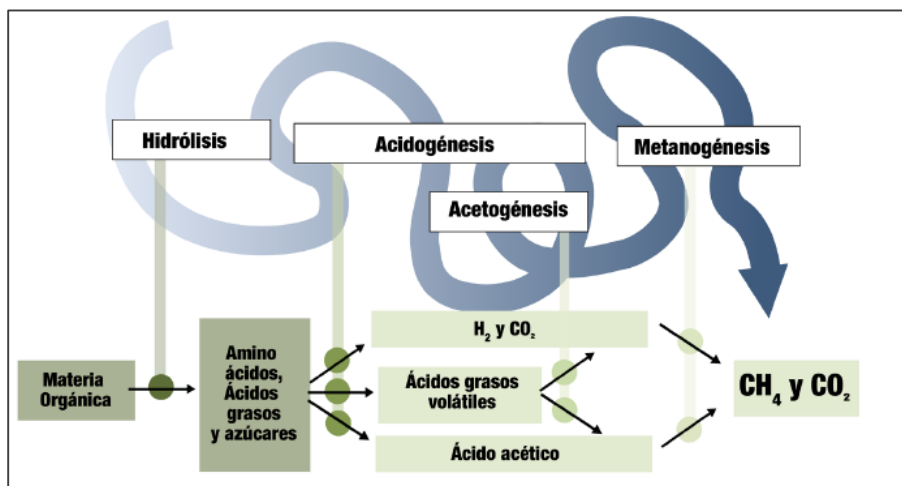 Hidrólisis
Acidogénesis
Metanogénesis
Acetogénesis
H₂ y CO₂
Materia
Orgánica
Amino
ácidos,
Ácidos
grasos
y azúcares
Ácidos grasos
volátiles
CH₄ y CO₂
Ácido acético